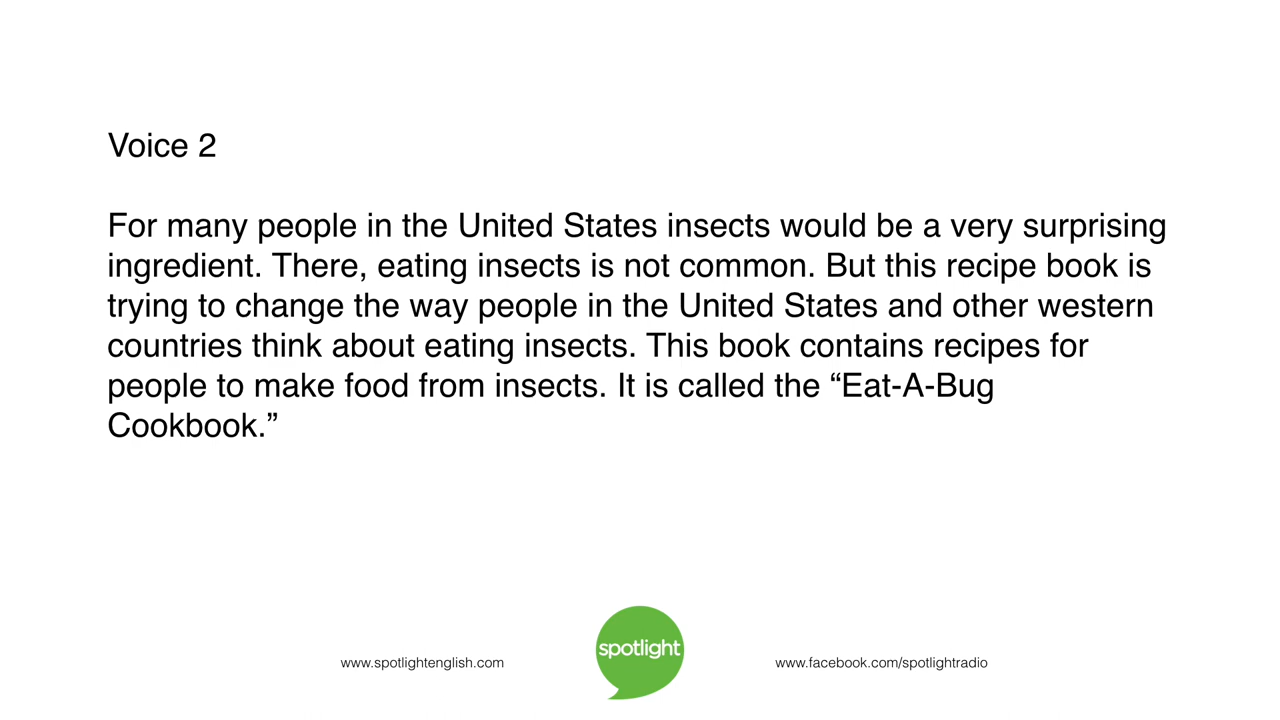 Voice 2
For many people in the United States insects would be a very surprising
ingredient. There, eating insects is not common. But this recipe book is
trying to change the way people in the United States and other western
countries think about eating insects. This book contains recipes for
people to make food from insects. It is called the “Eat-A-Bug
Cookbook.”
www.spotlightenglish.com
spotlight
www.facebook.com/spotlightradio